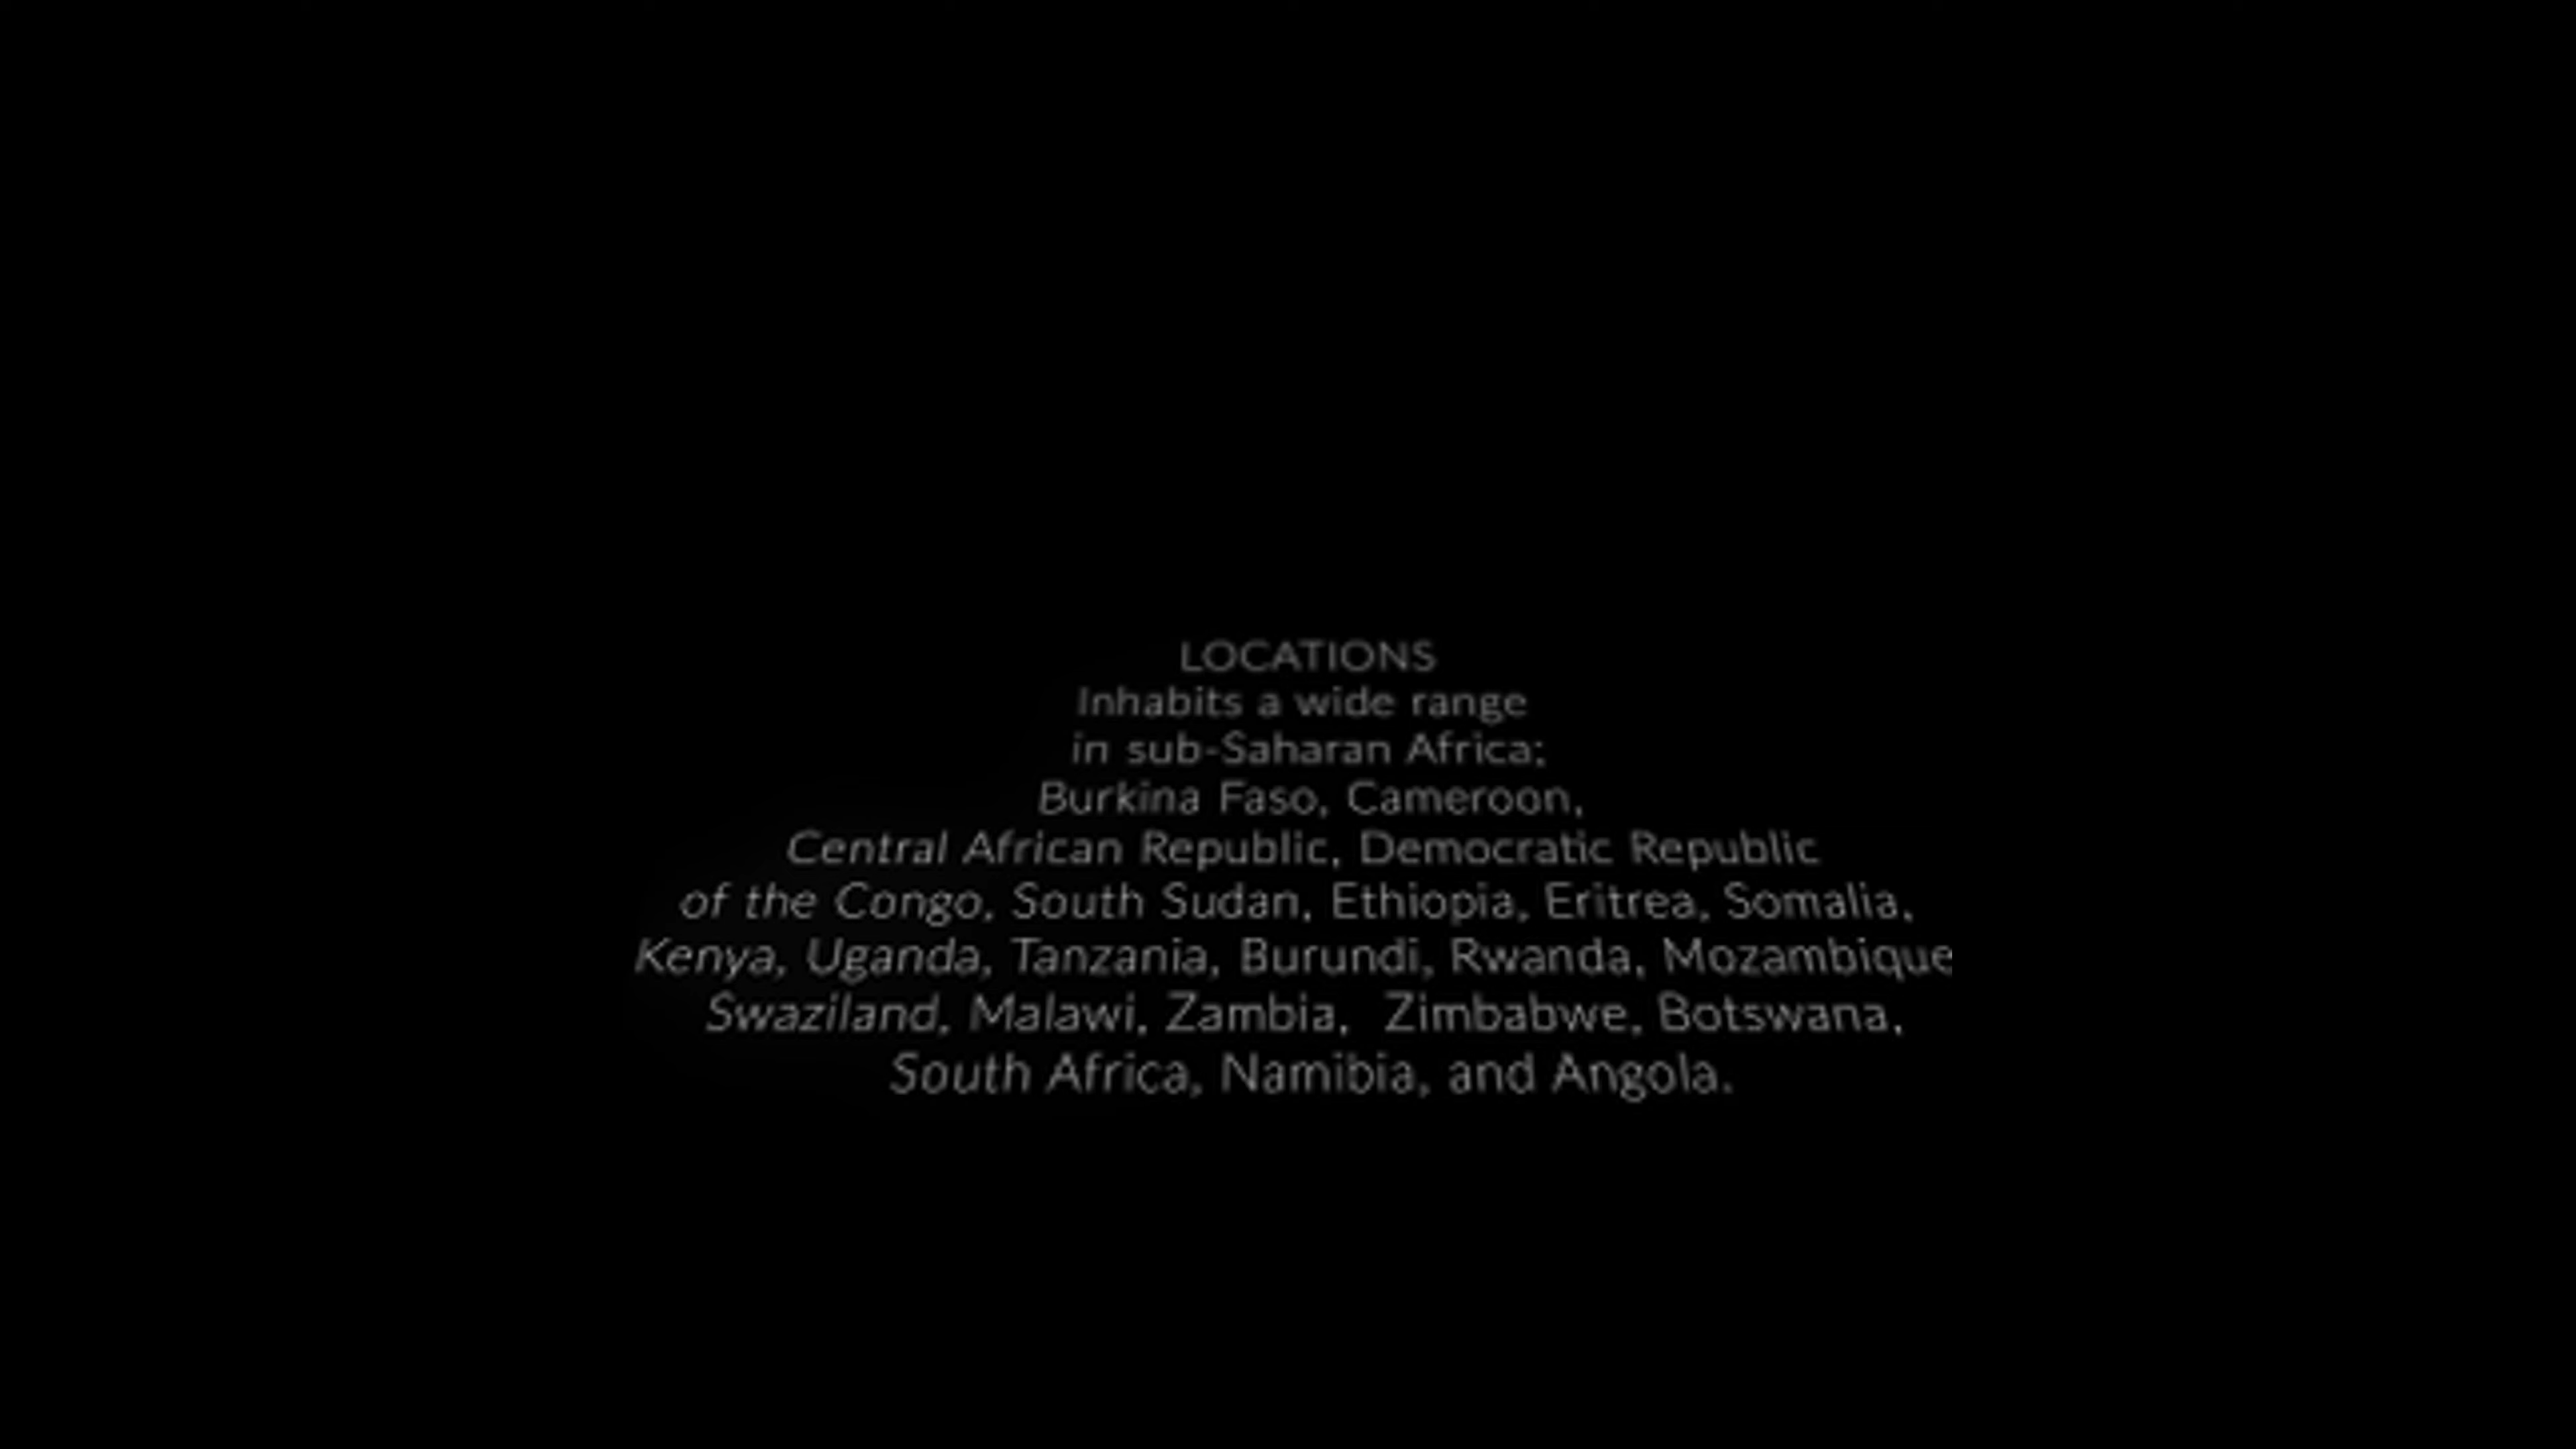 LOCATIONS
Inhabits a wide range
in sub-Saharan Africa;
Burkina Faso, Cameroon,
Central African Republic, Democratic Republic
of the Congo, South Sudan, Ethiopia, Eritrea, Somalia,
Kenya, Uganda, Tanzania, Burundi, Rwanda, Mozambique
Swaziland, Malawi, Zambia,  Zimbabwe, Botswana,
South Africa, Namibia, and Angola.